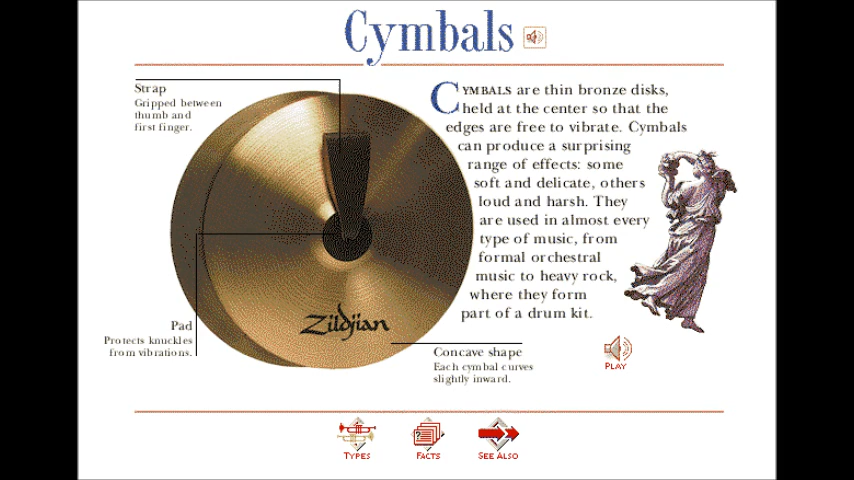 Cymbals
Strap
Gripped between
thumb and
first finger.
CYMBALS are thin bronze disks,
held at the center so that the
edges are free to vibrate. Cymbals
can produce a surprising
range of effects: some
soft and delicate, others
loud and harsh. They
are used in almost every
type of music, from
formal orchestral
music to heavy rock,
where they form
part of a drum kit.
Zildjian
Pad
Protects knuckles
from vibrations.
Concave shape
Each cymbal curves
slightly inward.
PLAY
TYPES
FACTS
SEE ALSO